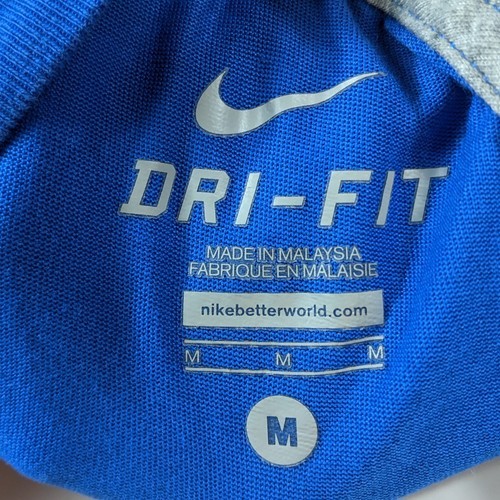 DRI-FIT
MADE IN MALAYSIA
FABRIQUE EN MALAISIE
nikebetterworld.com
M M M
M